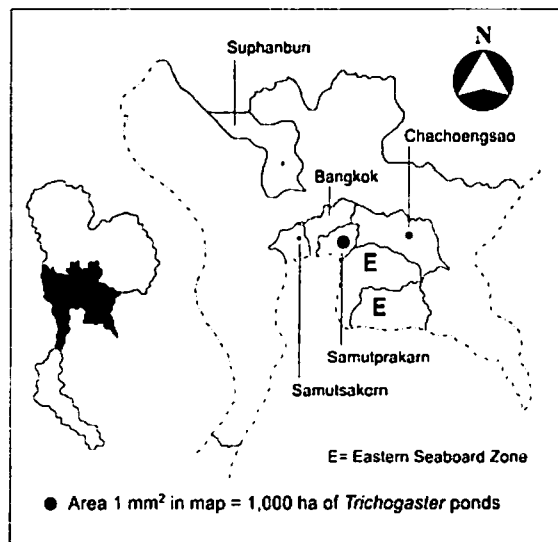 N
Suphanburi
Chachoengsao
Bangkok
E
E
Samutprakarn
Samutsakorn
E= Eastern Seaboard Zone
Area 1 mm² in map = 1,000 ha of Trichogaster ponds